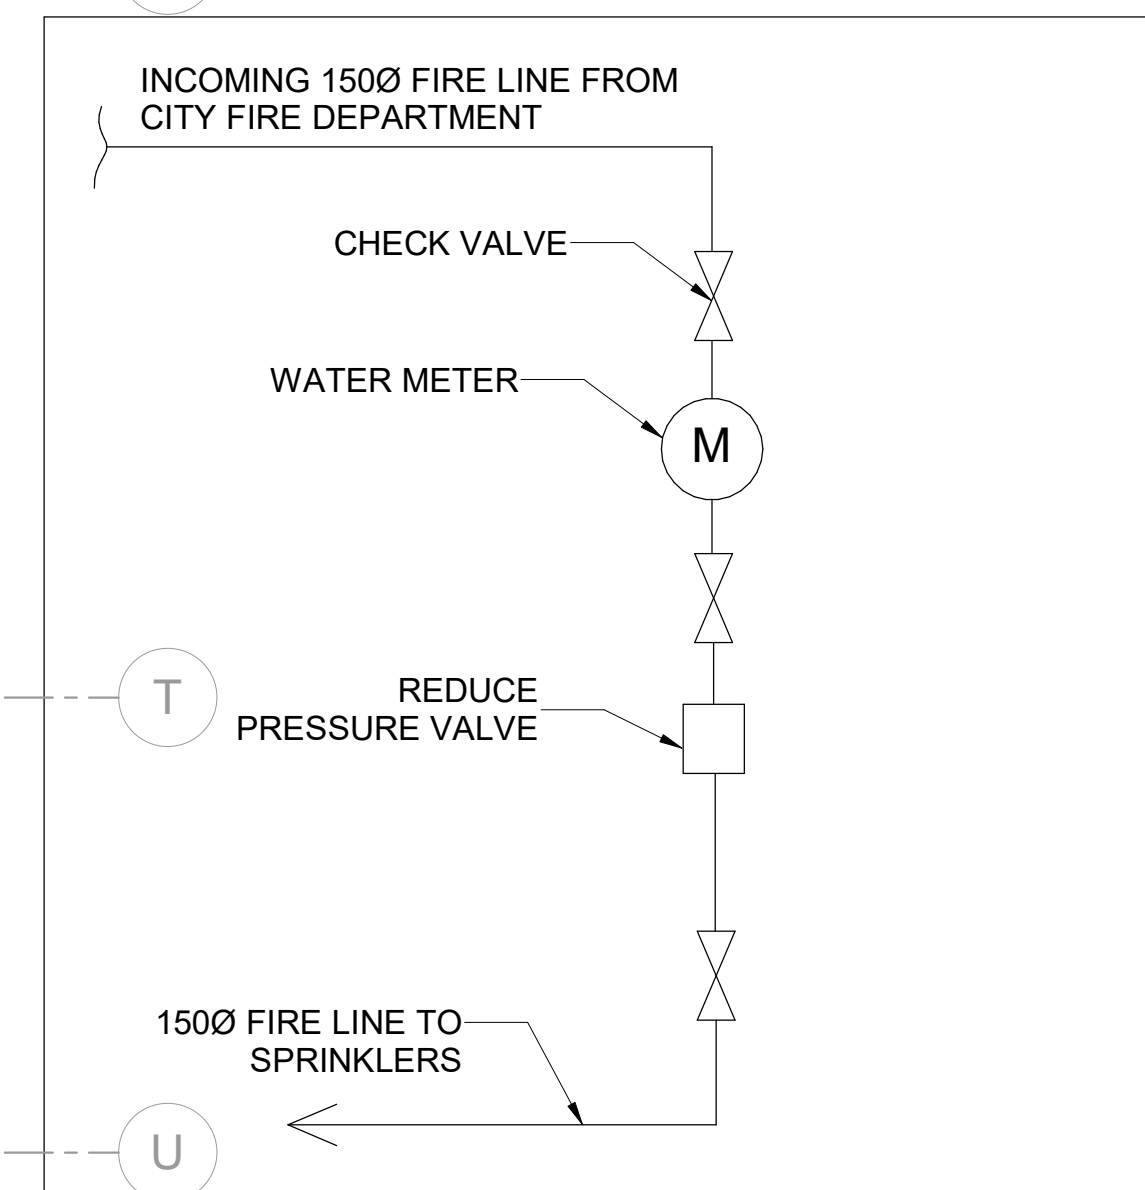 INCOMING 150Ø FIRE LINE FROM
CITY FIRE DEPARTMENT
CHECK VALVE
WATER METER
M
T
REDUCE
PRESSURE VALVE
150Ø FIRE LINE TO
SPRINKLERS
U